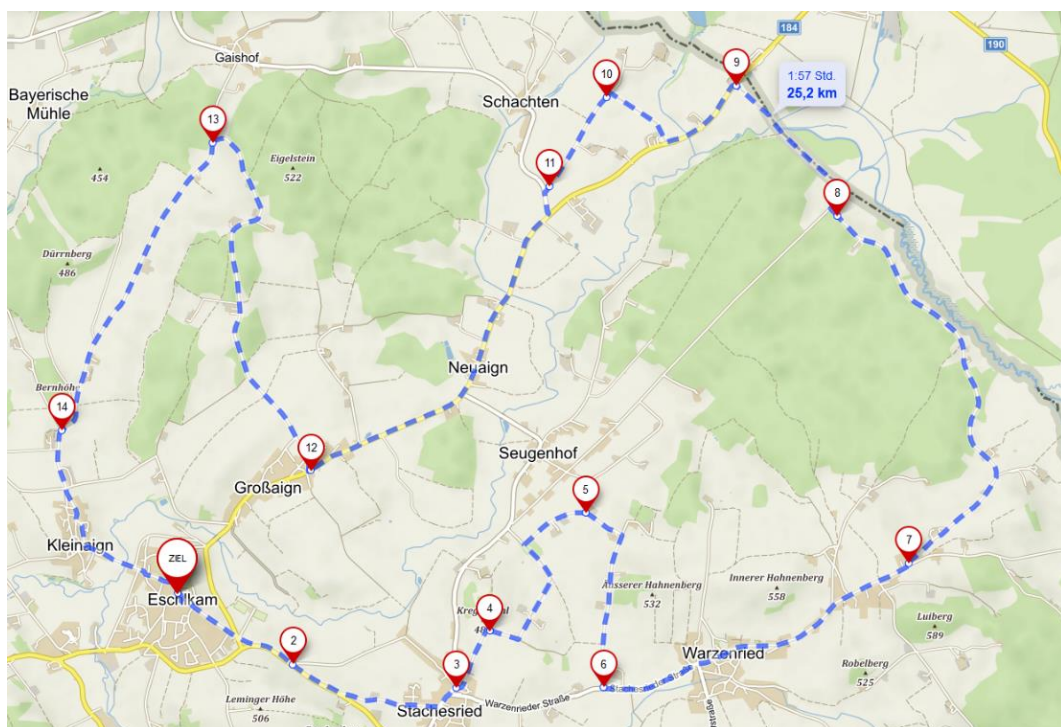 184
190
Gaishof
9
10
1:57 Std.
25,2 km
Bayerische
Mühle
Schachten
13
Eigelstein
522
454
11
8
Dürrnberg
486
Neuaign
Bernhöhe
14
12
Seugenhof
Großaign
5
Kleinaign
ZIEL
7
Äusserer Hahnenberg
532
Innerer Hahnenberg
558
Eschlkam
4
Luiberg
589
2
3
6
Warzenried
Robelberg
525
Leminger Höhe
506
Stachesried
Warzenrieder Straße
Stachesrieder